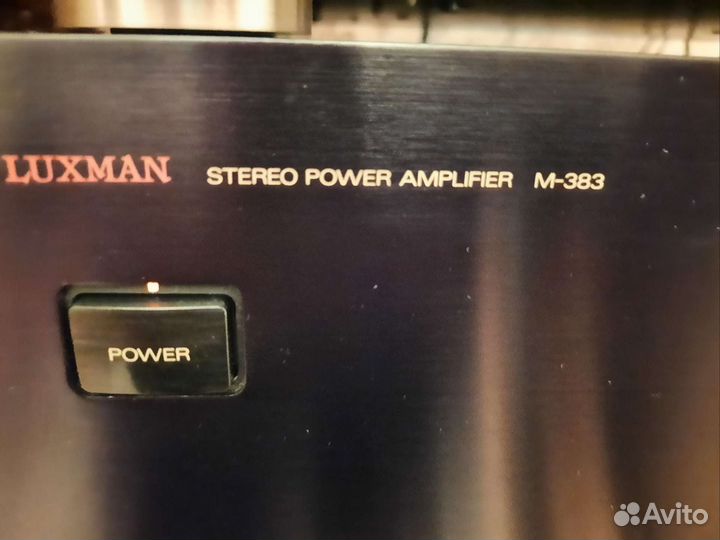 LUXMAN STEREO POWER AMPLIFIER M-383
POWER
Avito